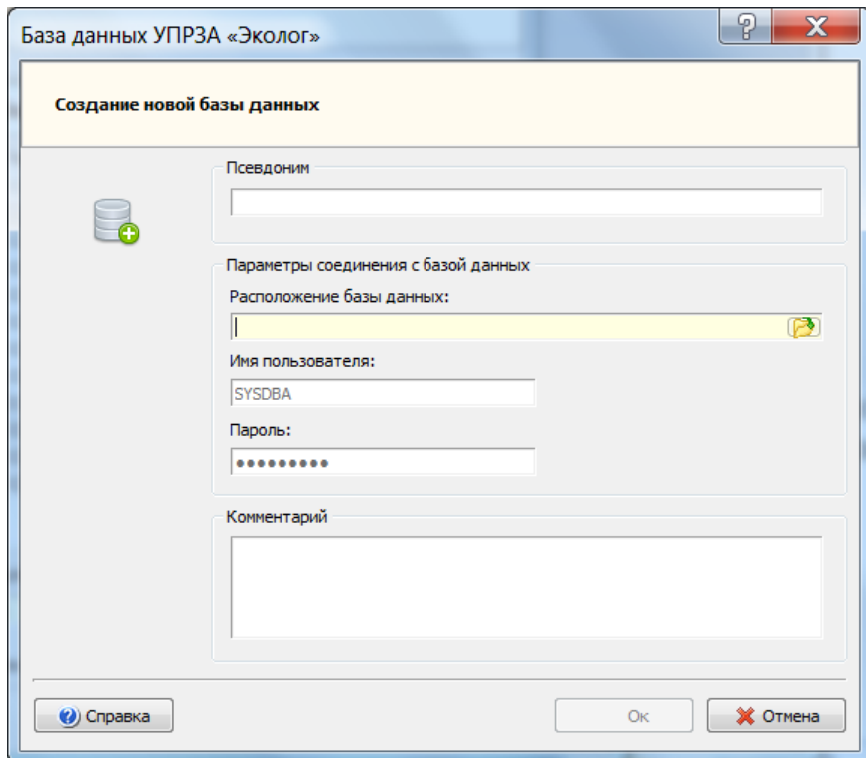 База данных УПРЗА «Эколог»
Создание новой базы данных
Псевдоним
Параметры соединения с базой данных
Расположение базы данных:
Имя пользователя:
SYSDBA
Пароль:
●●●●●●●●●
Комментарий
Справка
Ок
Отмена